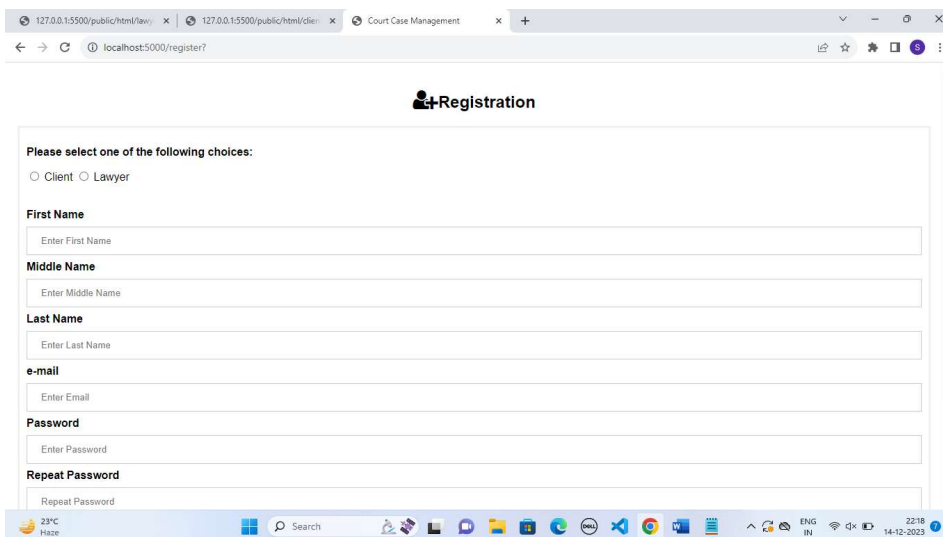 127.0.0.1:5500/public/html/lawy
127.0.0.1:5500/public/html/clien
Court Case Management
localhost:5000/register?
S
Registration
Please select one of the following choices:
Client
Lawyer
First Name
Enter First Name
Middle Name
Enter Middle Name
Last Name
Enter Last Name
e-mail
Enter Email
Password
Enter Password
Repeat Password
Repeat Password
23°C
Haze
Search
DELL
W
ENG
IN
22:18
14-12-2023
7